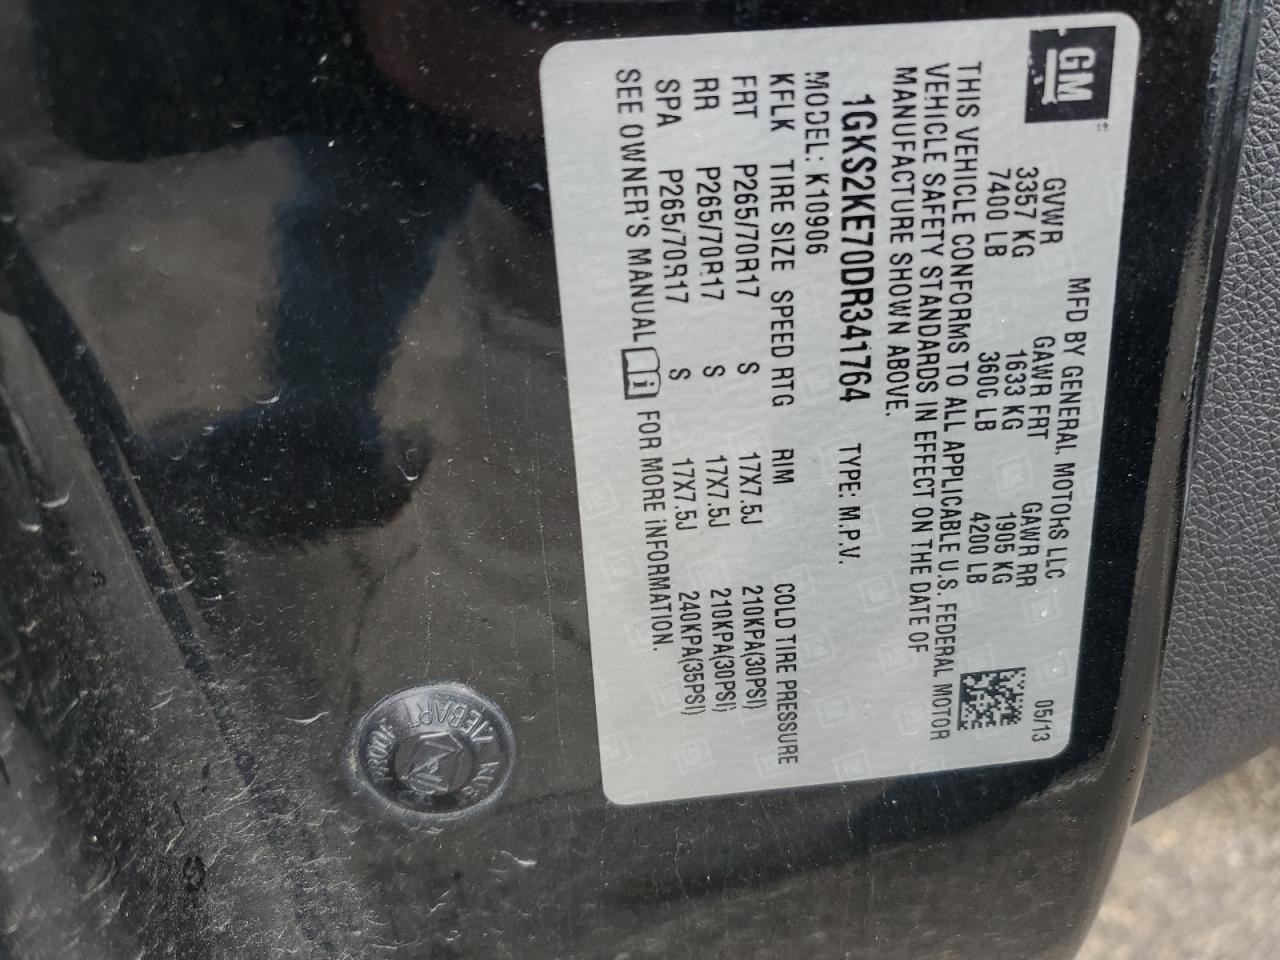 GM
MFD BY GENERAL MOTORS LLC 05/13
GVWR GAWR FRT GAWR RR
3357 KG 1633 KG 1905 KG
7400 LB 3600 LB 4200 LB
THIS VEHICLE CONFORMS TO ALL APPLICABLE U.S. FEDERAL MOTOR
VEHICLE SAFETY STANDARDS IN EFFECT ON THE DATE OF
MANUFACTURE SHOWN ABOVE.
1GKS2KE70DR341764 TYPE: M.P.V.
MODEL: K10906
KFLK TIRE SIZE SPEED RTG RIM COLD TIRE PRESSURE
FRT P265/70R17 S 17X7.5J 210KPA(30PSI)
RR P265/70R17 S 17X7.5J 210KPA(30PSI)
SPA P265/70R17 S 17X7.5J 240KPA(35PSI)
SEE OWNER'S MANUAL i FOR MORE INFORMATION.
ZIEBART